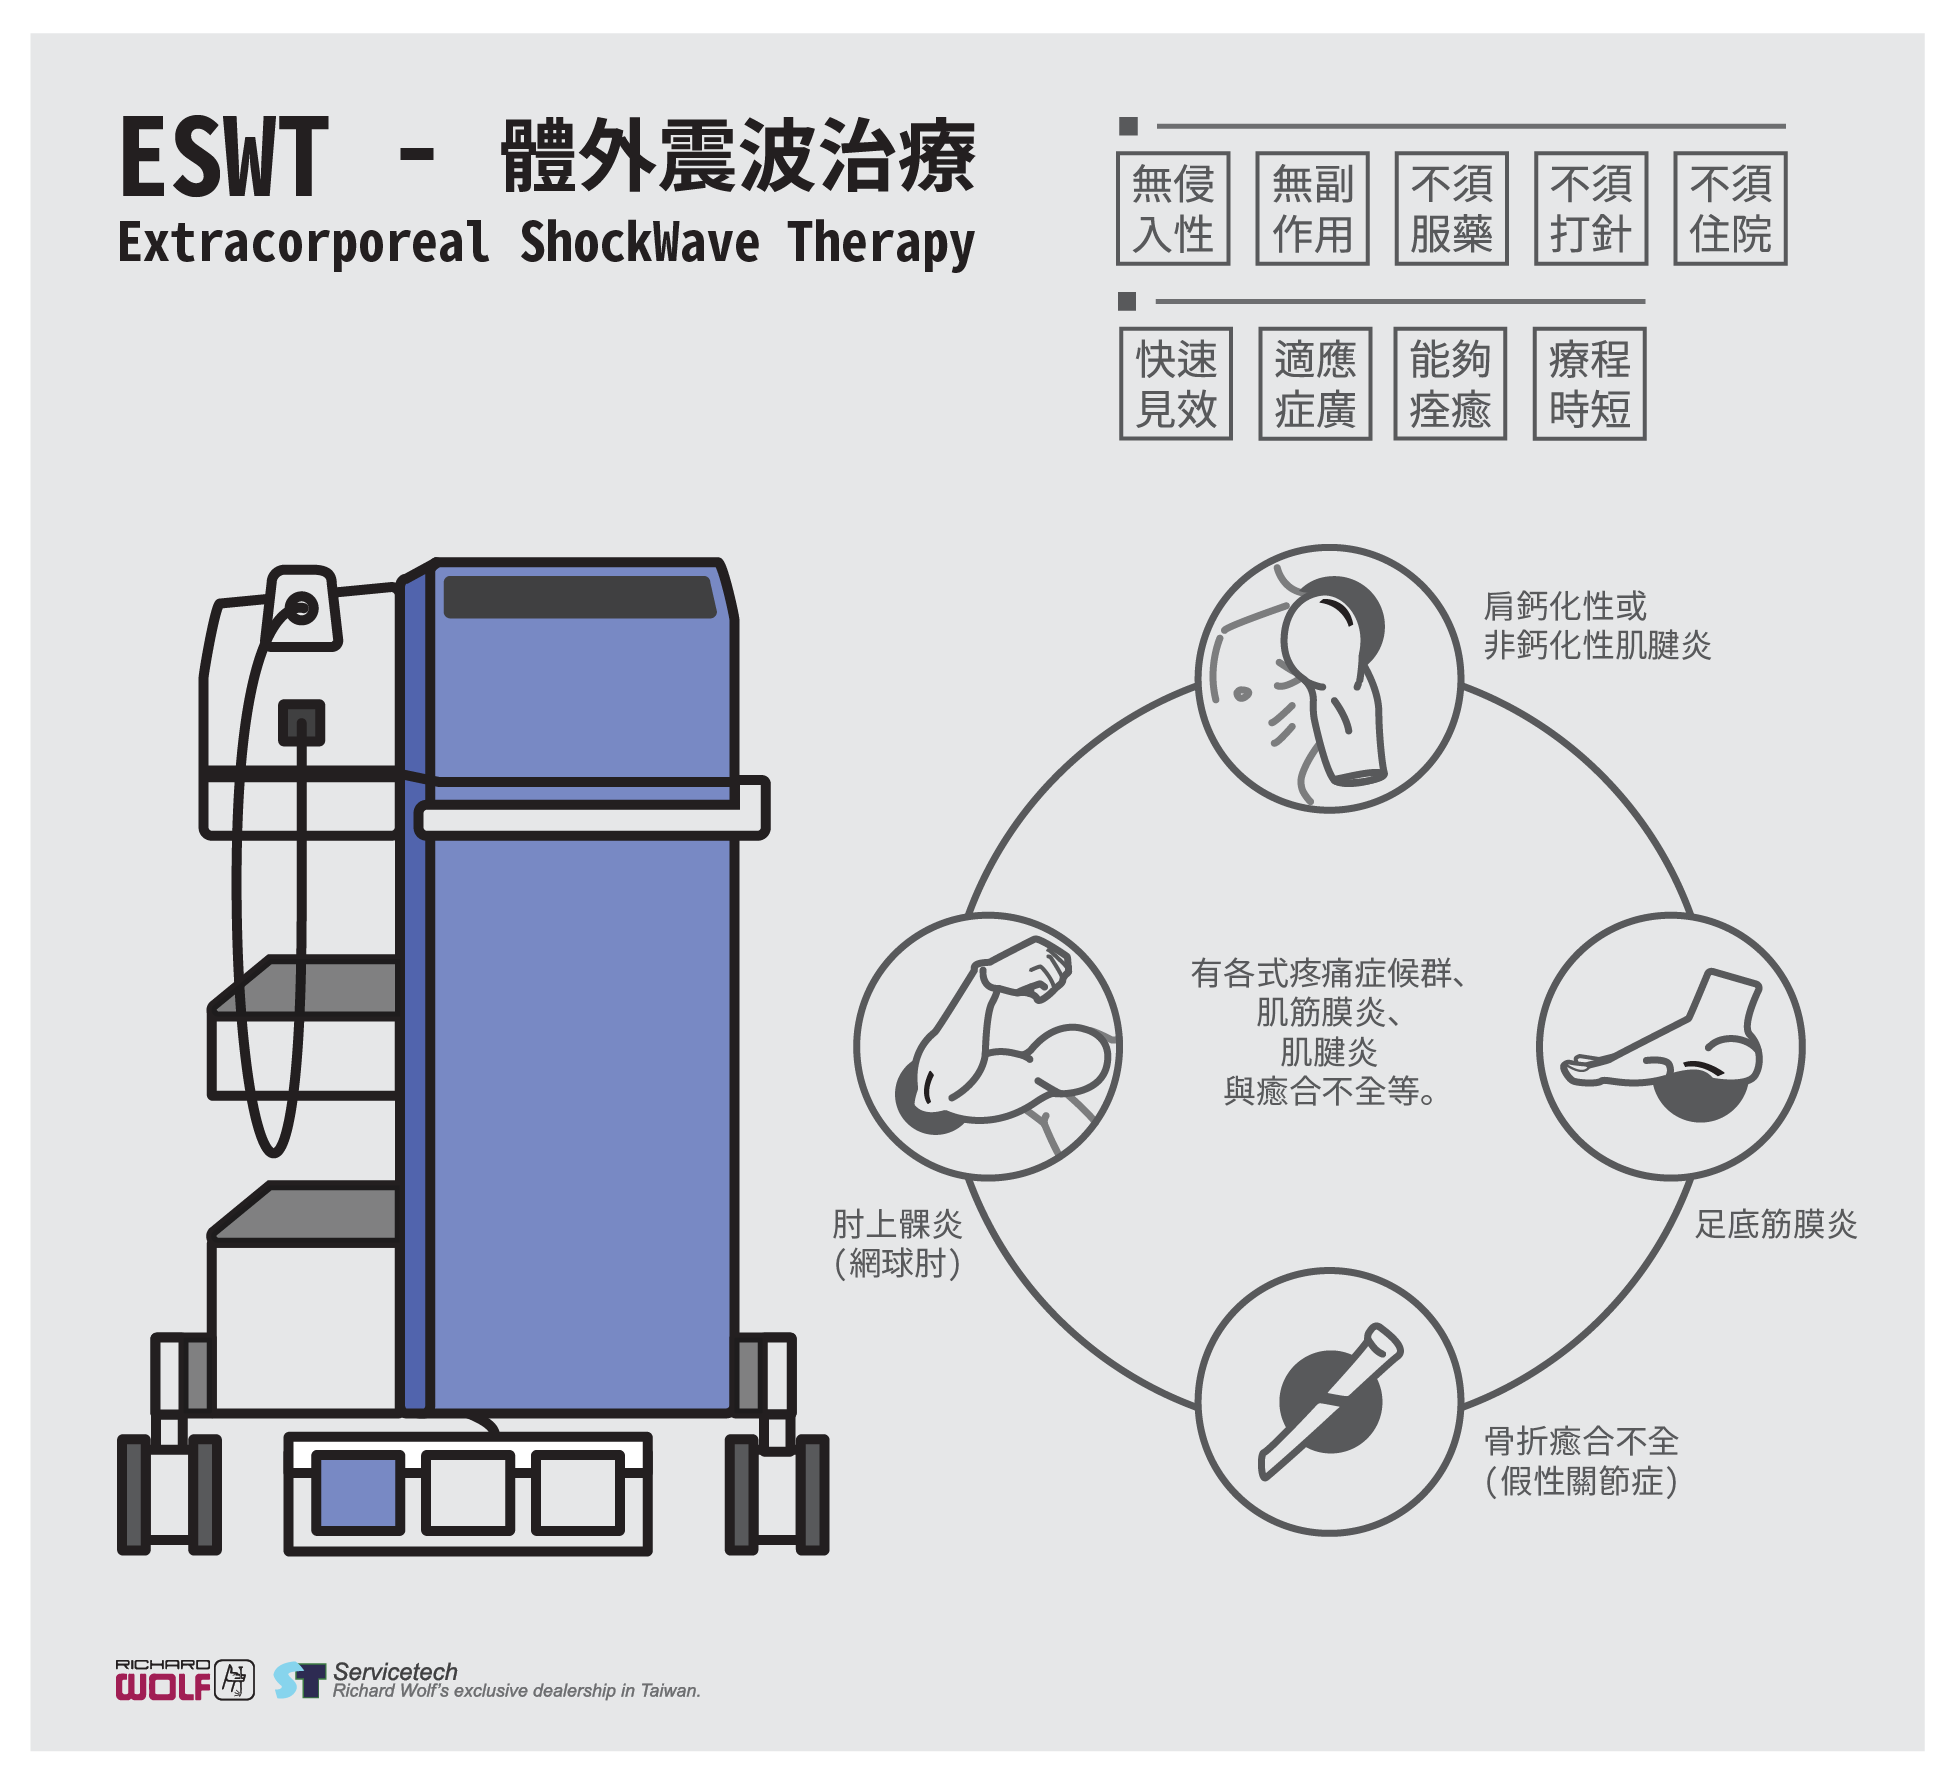 ESWT - 體外震波治療
Extracorporeal ShockWave Therapy
無侵
入性
無副
作用
不須
服藥
不須
打針
不須
住院
快速
見效
適應
症廣
能夠
痊癒
療程
時短
肩鈣化性或
非鈣化性肌腱炎
有各式疼痛症候群、
肌筋膜炎、
肌腱炎
與癒合不全等。
肘上髁炎
(網球肘)
足底筋膜炎
骨折癒合不全
(假性關節症)
RICHARD
WOLF
ST
Servicetech
Richard Wolf's exclusive dealership in Taiwan.